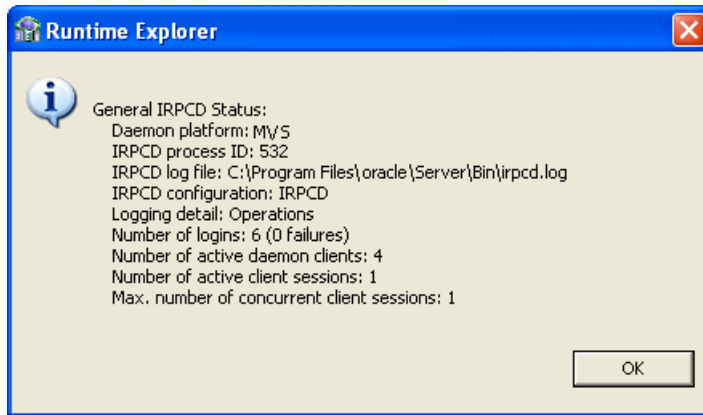 Runtime Explorer
General IRPCD Status:
Daemon platform: MVS
IRPCD process ID: 532
IRPCD log file: C:\Program Files\oracle\Server\Bin\irpcd.log
IRPCD configuration: IRPCD
Logging detail: Operations
Number of logins: 6 (0 failures)
Number of active daemon clients: 4
Number of active client sessions: 1
Max. number of concurrent client sessions: 1
OK